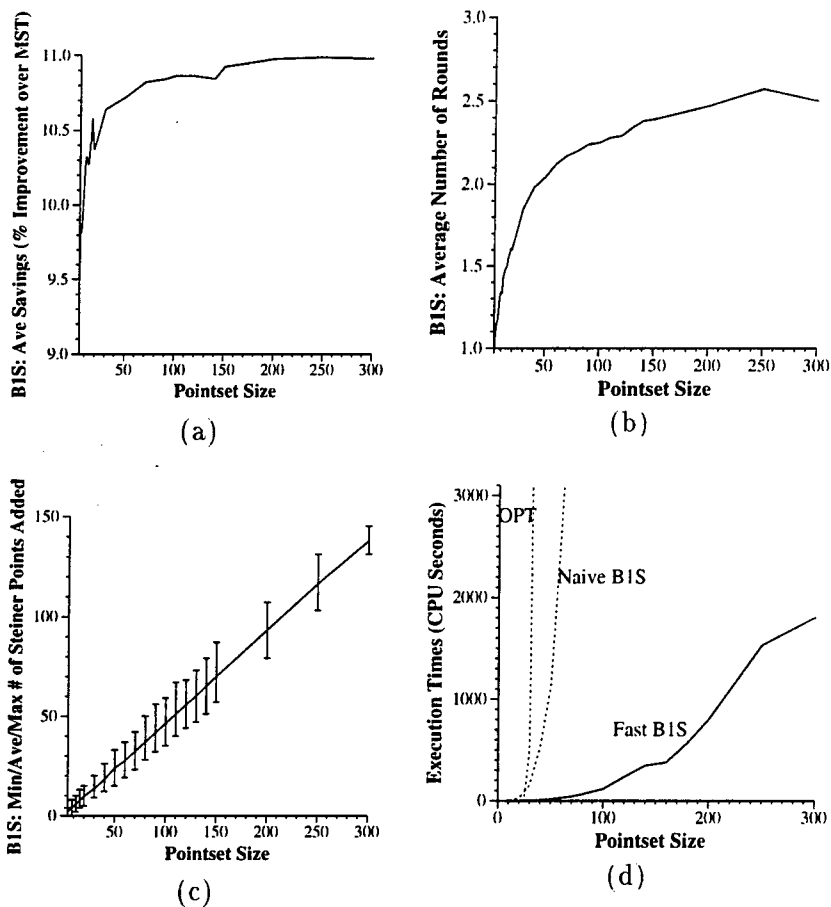 B1S: Ave Savings (% Improvement over MST)
11.0
10.5
10.0
9.5
9.0
50 100 150 200 250 300
Pointset Size
(a)
B1S: Average Number of Rounds
3.0
2.5
2.0
1.5
1.0
50 100 150 200 250 300
Pointset Size
(b)
B1S: Min/Ave/Max # of Steiner Points Added
150
100
50
0
50 100 150 200 250 300
Pointset Size
(c)
Execution Times (CPU Seconds)
3000
2000
1000
0
OPT
Naive B1S
Fast B1S
0 100 200 300
Pointset Size
(d)